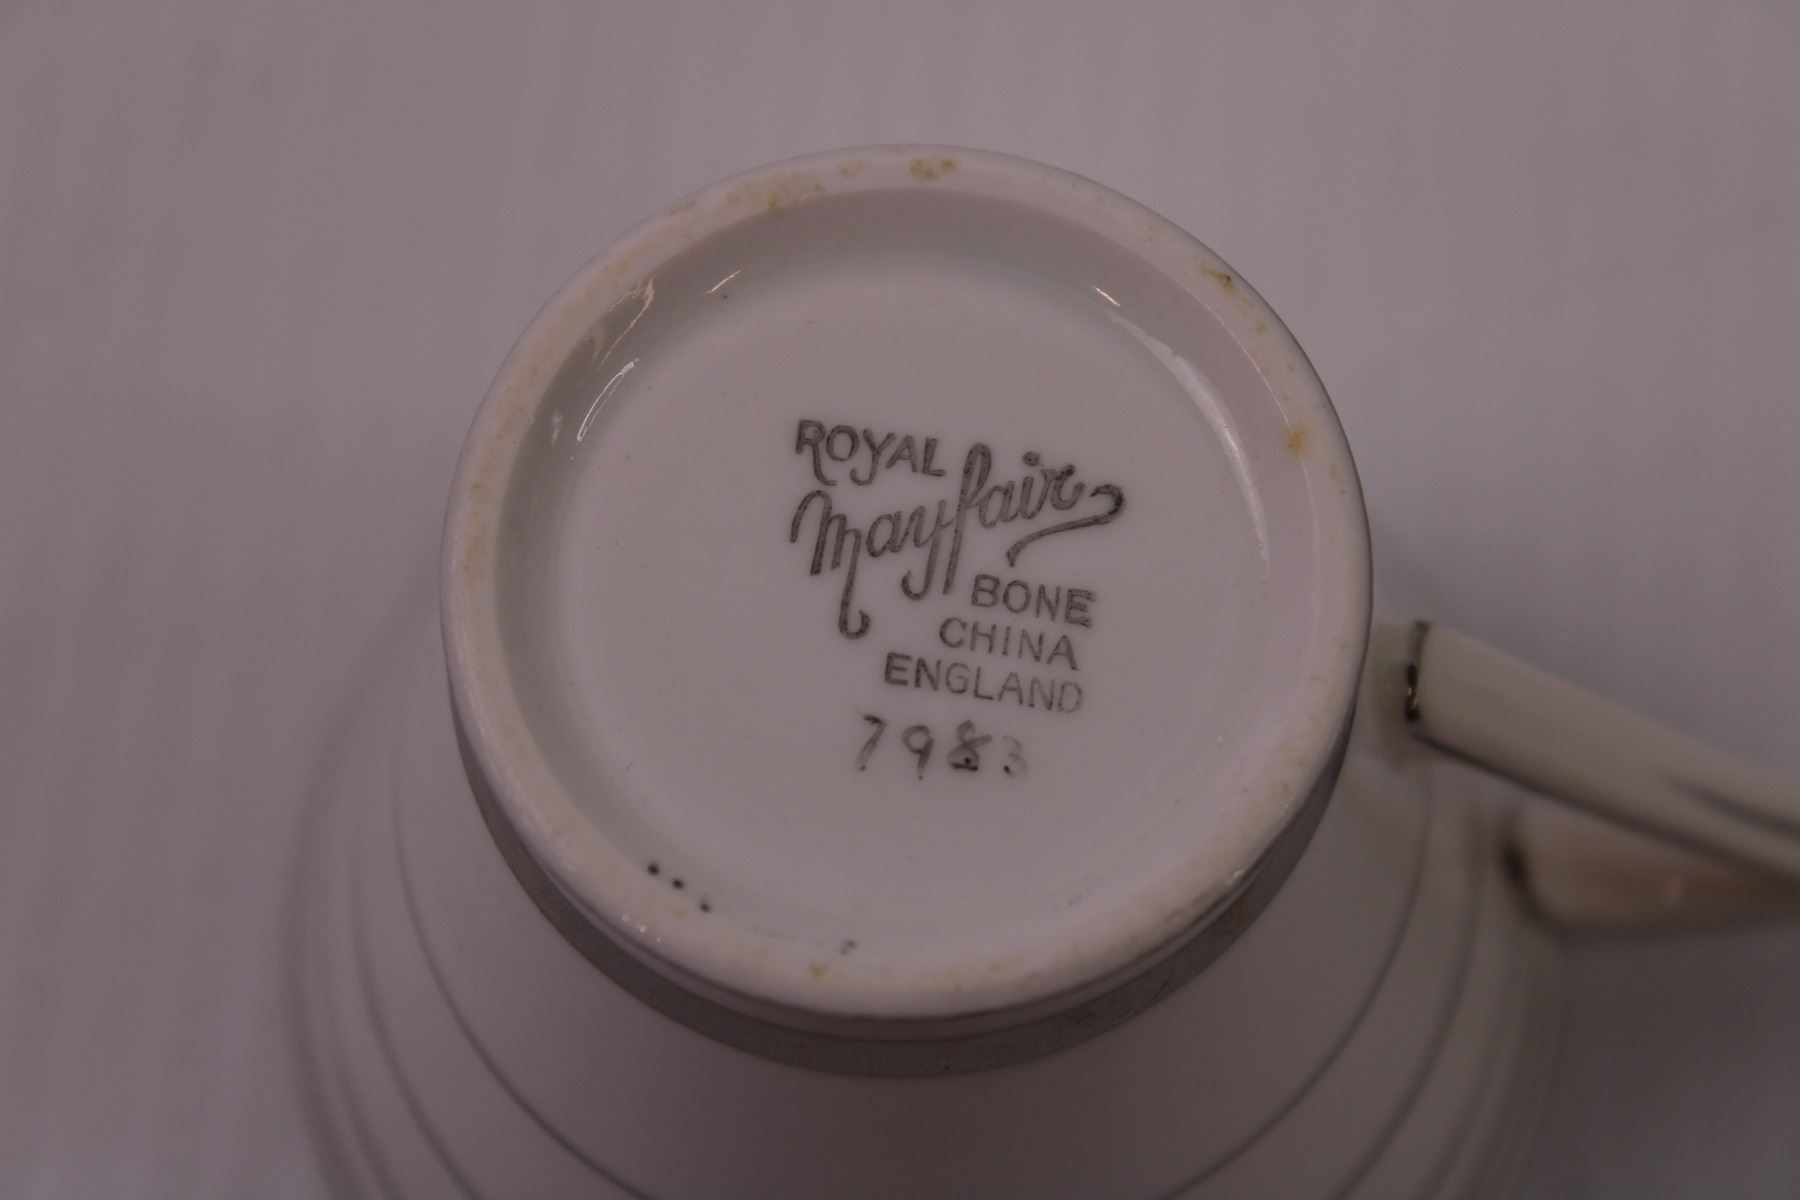 ROYAL
Mayfair
BONE
CHINA
ENGLAND
7983